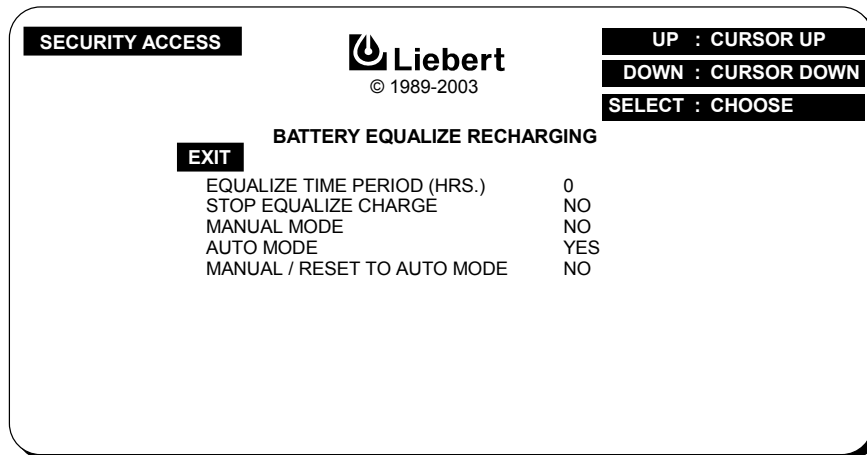 SECURITY ACCESS
Liebert
© 1989-2003
UP : CURSOR UP
DOWN : CURSOR DOWN
SELECT : CHOOSE
BATTERY EQUALIZE RECHARGING
EXIT
EQUALIZE TIME PERIOD (HRS.) 0
STOP EQUALIZE CHARGE NO
MANUAL MODE NO
AUTO MODE YES
MANUAL / RESET TO AUTO MODE NO